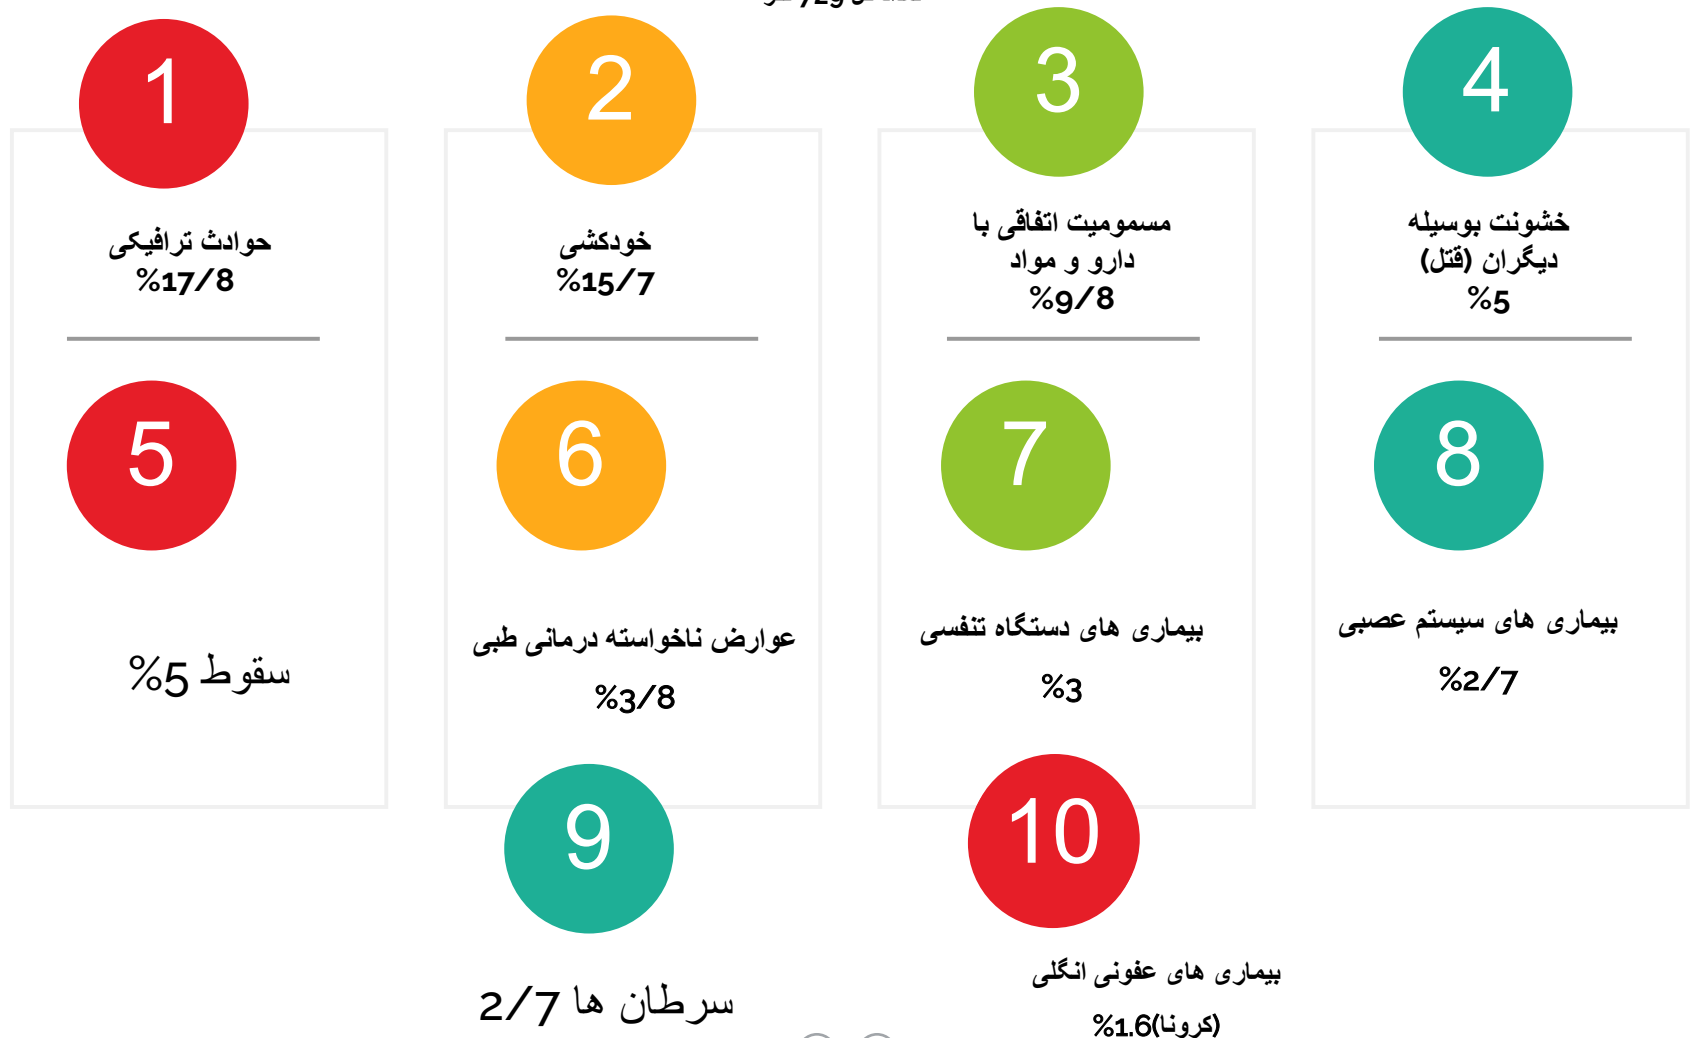 1
حوادث ترافیکی
%17/8
2
خودکشی
%15/7
3
مسمومیت اتفاقی با
دارو و مواد
%9/8
4
خشونت بوسیله
دیگران (قتل)
%5
5
سقوط 5%
6
عوارض ناخواسته درمانی طبی
%3/8
7
بیماری های دستگاه تنفسی
%3
8
بیماری های سیستم عصبی
%2/7
9
سرطان ها 2/7
10
بیماری های عفونی انگلی
(کرونا)1.6%